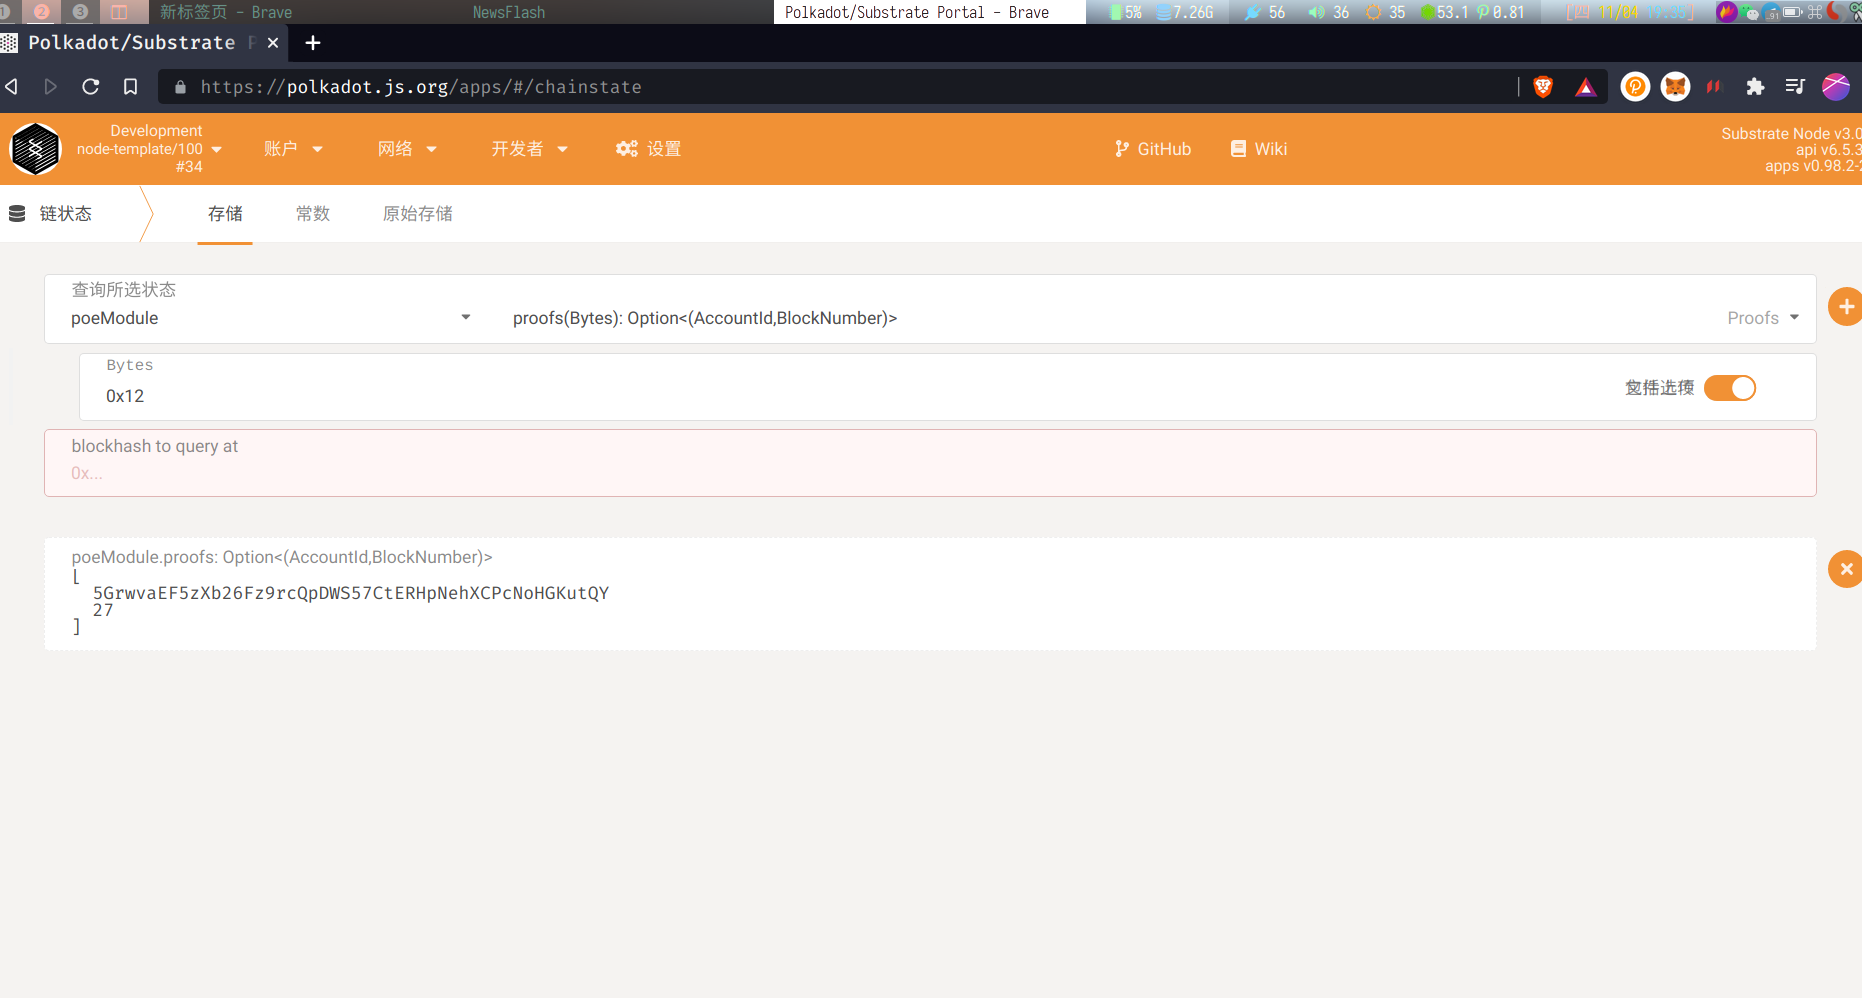 1 2 3 新标签页 - Brave NewsFlash Polkadot/Substrate Portal - Brave 5% 7.26G 56 36 35 53.1 0.81 [四 11/04 19:35]
Polkadot/Substrate P
https://polkadot.js.org/apps/#/chainstate
Development
node-template/100
#34
账户
网络
开发者
设置
GitHub
Wiki
Substrate Node v3.0
api v6.5.3
apps v0.98.2-2
链状态
存储
常数
原始存储
查询所选状态
poeModule
proofs(Bytes): Option<(AccountId,BlockNumber)>
Proofs
Bytes
0x12
blockhash to query at
0x...
poeModule.proofs: Option<(AccountId,BlockNumber)>
[
5GrwvaEF5zXb26Fz9rcQpDWS57CtERHpNehXCPcNoHGKutQY
27
]